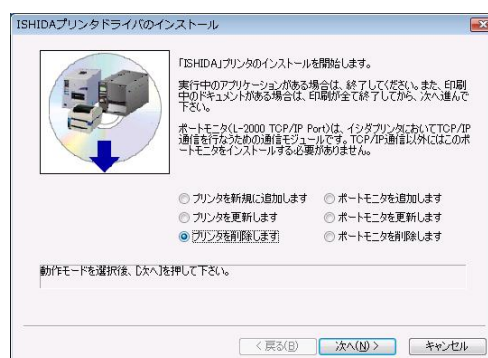 ISHIDAプリンタドライバのインストール
「ISHIDA」プリンタのインストールを開始します。
実行中のアプリケーションがある場合は、終了してください。また、印刷
中のドキュメントがある場合は、印刷が全て終了してから、次へ進んで
下さい。
ポートモニタ(L-2000 TCP/IP Port)は、イシダプリンタにおいてTCP/IP
通信を行なうための通信モジュールです。TCP/IP通信以外にはこのポ
ートモニタをインストールする必要がありません。
プリンタを新規に追加します ポートモニタを追加します
プリンタを更新します ポートモニタを更新します
プリンタを削除します ポートモニタを削除します
動作モードを選択後、[次へ]を押して下さい。
< 戻る(B) 次へ(N) > キャンセル